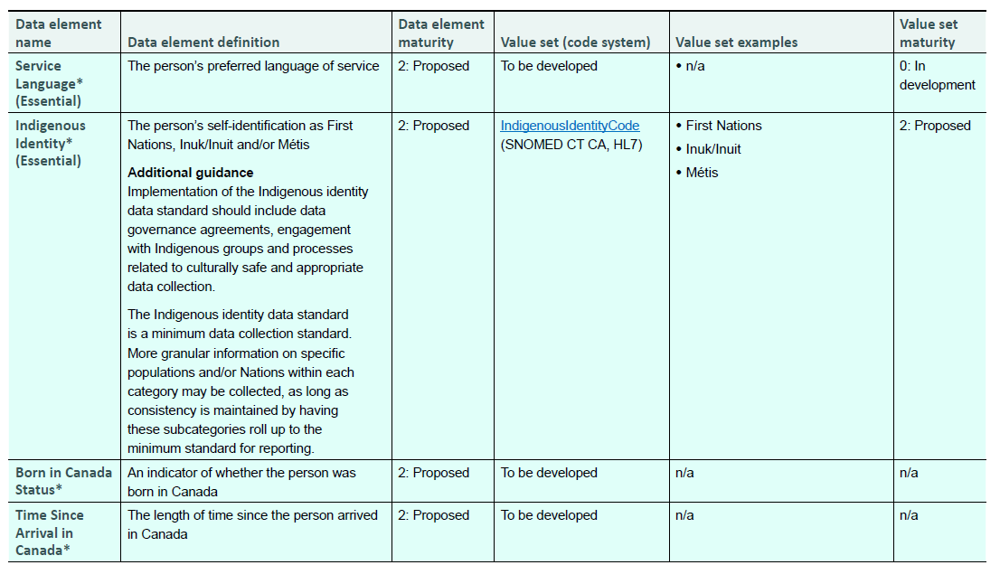 Data element name
Data element definition
Data element maturity
Value set (code system)
Value set examples
Value set maturity
Service
Language*
(Essential)
The person’s preferred language of service
2: Proposed
To be developed
• n/a
0: In
development
Indigenous
Identity*
(Essential)
The person’s self-identification as First
Nations, Inuk/Inuit and/or Métis
Additional guidance
Implementation of the Indigenous identity
data standard should include data
governance agreements, engagement
with Indigenous groups and processes
related to culturally safe and appropriate
data collection.
The Indigenous identity data standard
is a minimum data collection standard.
More granular information on specific
populations and/or Nations within each
category may be collected, as long as
consistency is maintained by having
these subcategories roll up to the
minimum standard for reporting.
2: Proposed
IndigenousIdentityCode
(SNOMED CT CA, HL7)
• First Nations
• Inuk/Inuit
• Métis
2: Proposed
Born in Canada
Status*
An indicator of whether the person was
born in Canada
2: Proposed
To be developed
n/a
n/a
Time Since
Arrival in
Canada*
The length of time since the person arrived
in Canada
2: Proposed
To be developed
n/a
n/a